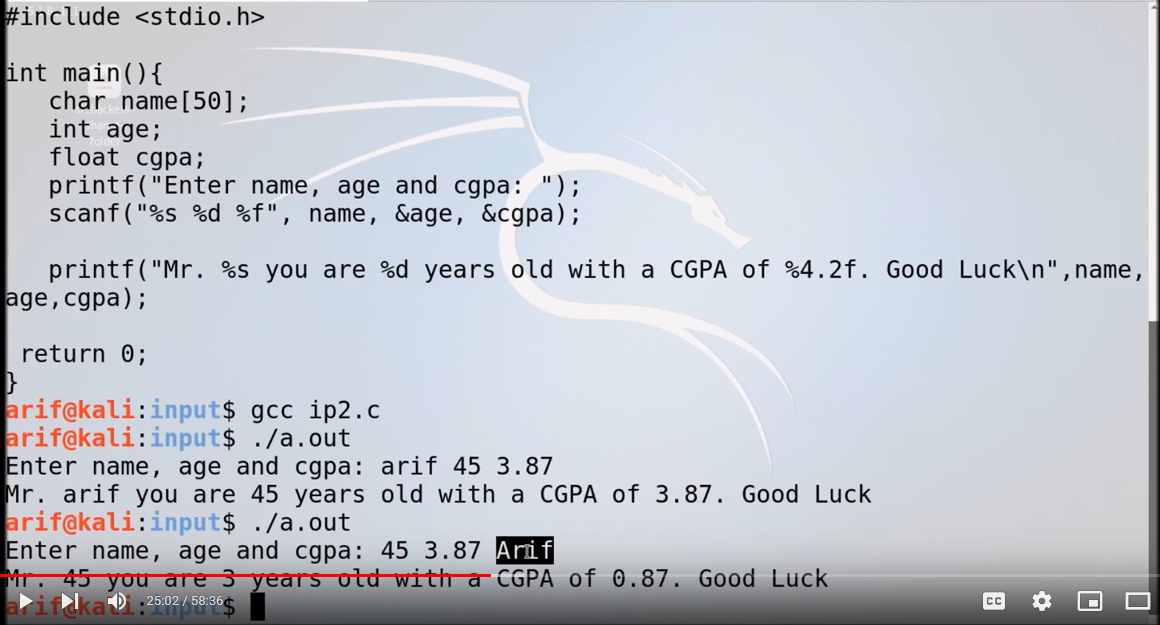 #include <stdio.h>
int main(){
   char name[50];
   int age;
   float cgpa;
   printf("Enter name, age and cgpa: ");
   scanf("%s %d %f", name, &age, &cgpa);
   printf("Mr. %s you are %d years old with a CGPA of %4.2f. Good Luck\n",name,
age,cgpa);
 return 0;
}
arif@kali:input$ gcc ip2.c
arif@kali:input$ ./a.out
Enter name, age and cgpa: arif 45 3.87
Mr. arif you are 45 years old with a CGPA of 3.87. Good Luck
arif@kali:input$ ./a.out
Enter name, age and cgpa: 45 3.87 Arif
Mr. 45 you are 3 years old with a CGPA of 0.87. Good Luck
arif@kali:input$
25:02 / 58:36
CC